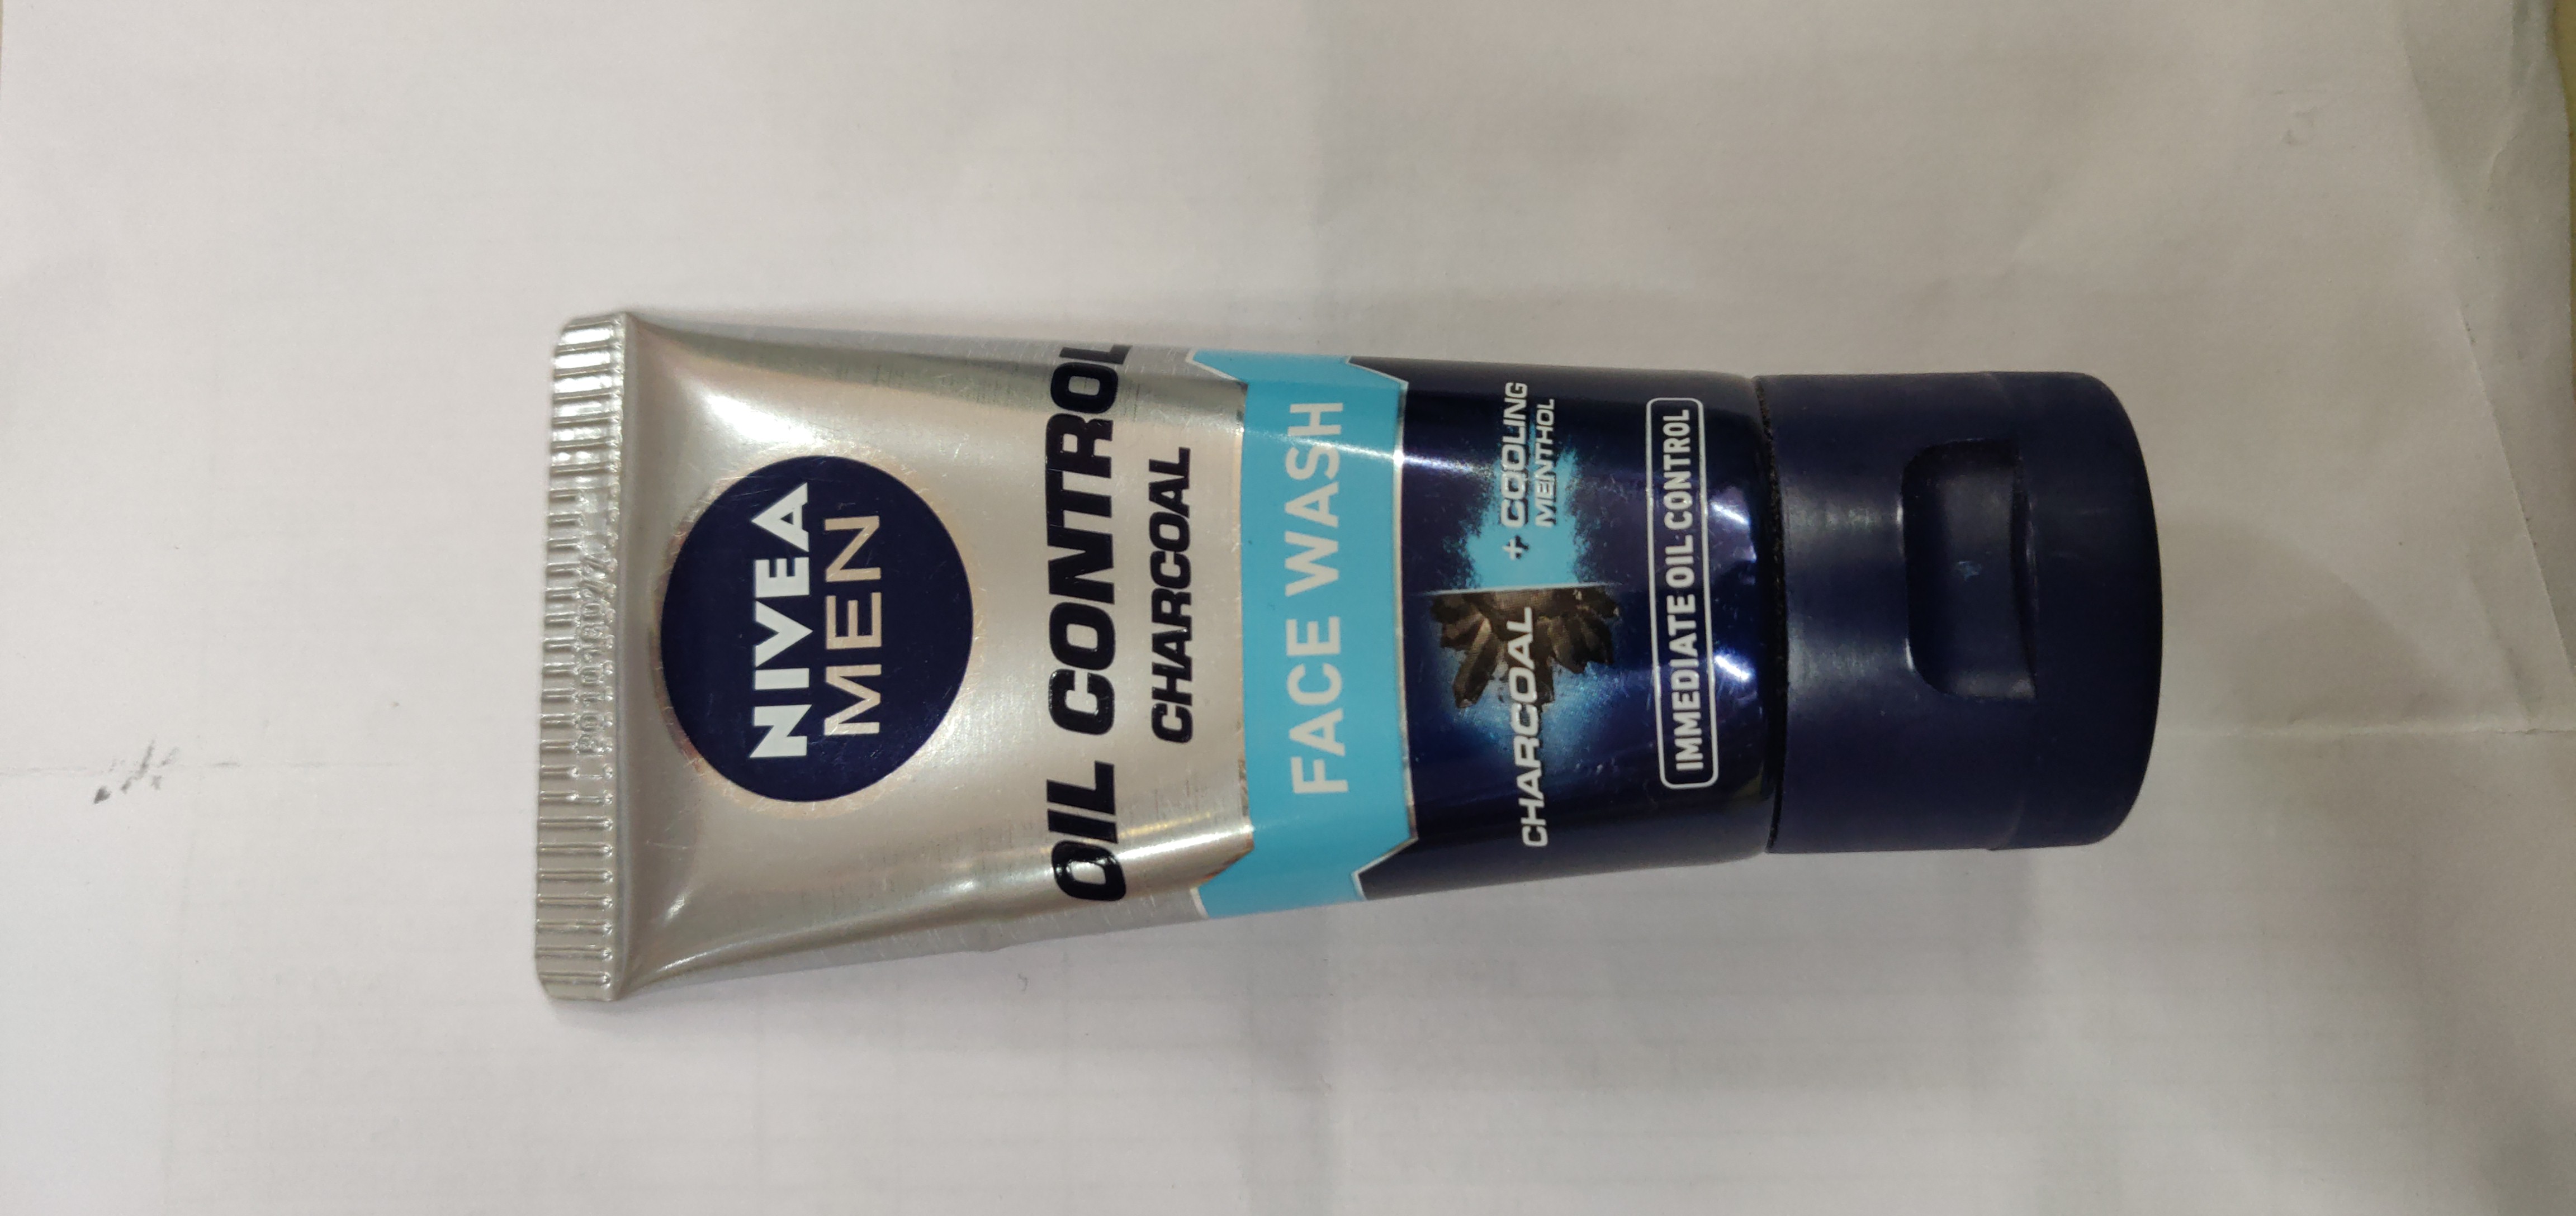 NIVEA
MEN
OIL CONTROL
CHARCOAL
FACE WASH
CHARCOAL
+ COOLING
MENTHOL
IMMEDIATE OIL CONTROL